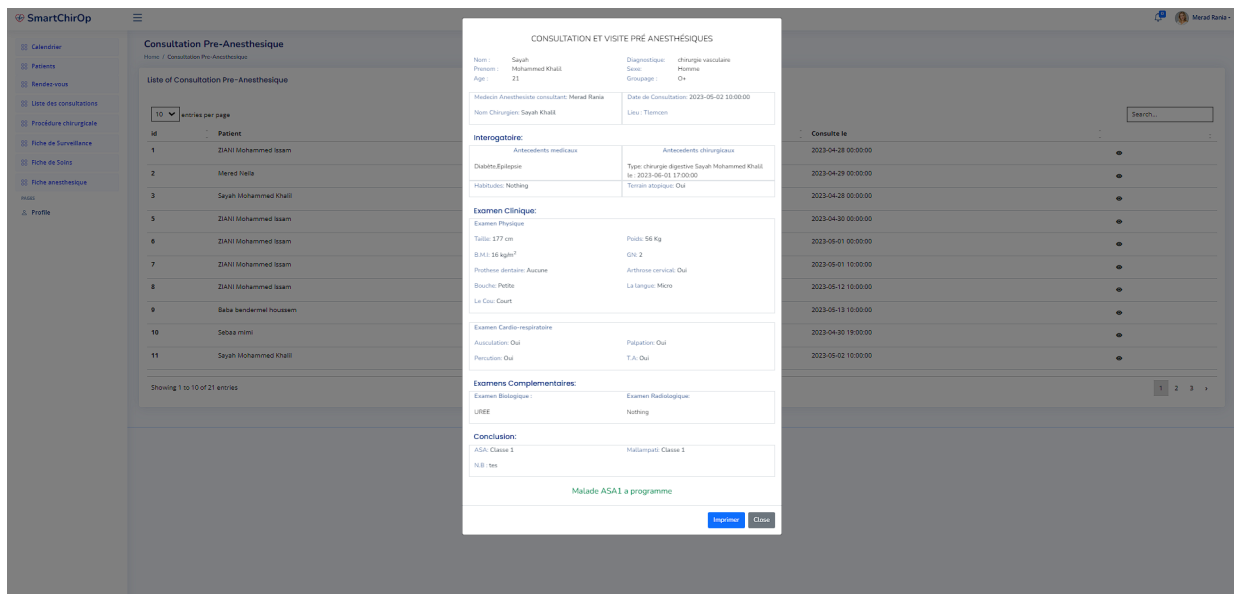 SmartChirOp
Merad Rania
Calendrier
Patients
Rendez-vous
Liste des consultations
Procédure chirurgicale
Fiche de Surveillance
Fiche de Soins
Fiche anesthesique
PAGES
Profile
Consultation Pre-Anesthesique
Home / Consultation Pre-Anesthesique
Liste of Consultation Pre-Anesthesique
10 entries per page
Search...
id Patient Consulte le
1 ZIANI Mohammed Issam 2023-04-28 00:00:00
2 Mered Neila 2023-04-29 00:00:00
3 Sayah Mohammed Khalil 2023-04-28 00:00:00
5 ZIANI Mohammed Issam 2023-04-30 00:00:00
6 ZIANI Mohammed Issam 2023-05-01 00:00:00
7 ZIANI Mohammed Issam 2023-05-01 10:00:00
8 ZIANI Mohammed Issam 2023-05-12 10:00:00
9 Baba bendermel houssem 2023-05-13 10:00:00
10 Sebaa mimi 2023-04-30 19:00:00
11 Sayah Mohammed Khalil 2023-05-02 10:00:00
Showing 1 to 10 of 21 entries
1 2 3 ›
CONSULTATION ET VISITE PRÉ ANESTHÉSIQUES
Nom : Sayah Diagnostique: chirurgie vasculaire
Prenom : Mohammed Khalil Sexe: Homme
Age : 21 Groupage : O+
Medecin Anesthesiste consultant: Merad Rania Date de Consultation: 2023-05-02 10:00:00
Nom Chirurgien: Sayah Khalil Lieu : Tlemcen
Interogatoire:
Antecedents medicaux Antecedents chirurgicaux
Diabéte,Epilepsie Type: chirurgie digestive Sayah Mohammed Khalil
le : 2023-06-01 17:00:00
Habitudes: Nothing Terrain atopique: Oui
Examen Clinique:
Examen Physique
Taille: 177 cm Poids: 56 Kg
B.M.I: 16 kg/m² GN: 2
Prothese dentaire: Aucune Arthrose cervical: Oui
Bouche: Petite La langue: Micro
Le Cou: Court
Examen Cardio-respiratoire
Ausculation: Oui Palpation: Oui
Percution: Oui T.A: Oui
Examens Complementaires:
Examen Biologique : Examen Radiologique:
UREE Nothing
Conclusion:
ASA: Classe 1 Mallampati: Classe 1
N.B : tes
Malade ASA1 a programme
Imprimer Close